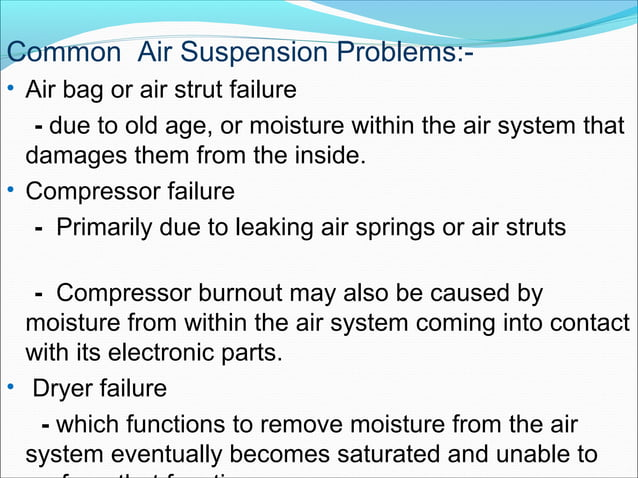 Common  Air Suspension Problems:-
• Air bag or air strut failure
- due to old age, or moisture within the air system that
damages them from the inside.
• Compressor failure
-  Primarily due to leaking air springs or air struts
-  Compressor burnout may also be caused by
moisture from within the air system coming into contact
with its electronic parts.
•  Dryer failure
- which functions to remove moisture from the air
system eventually becomes saturated and unable to
that